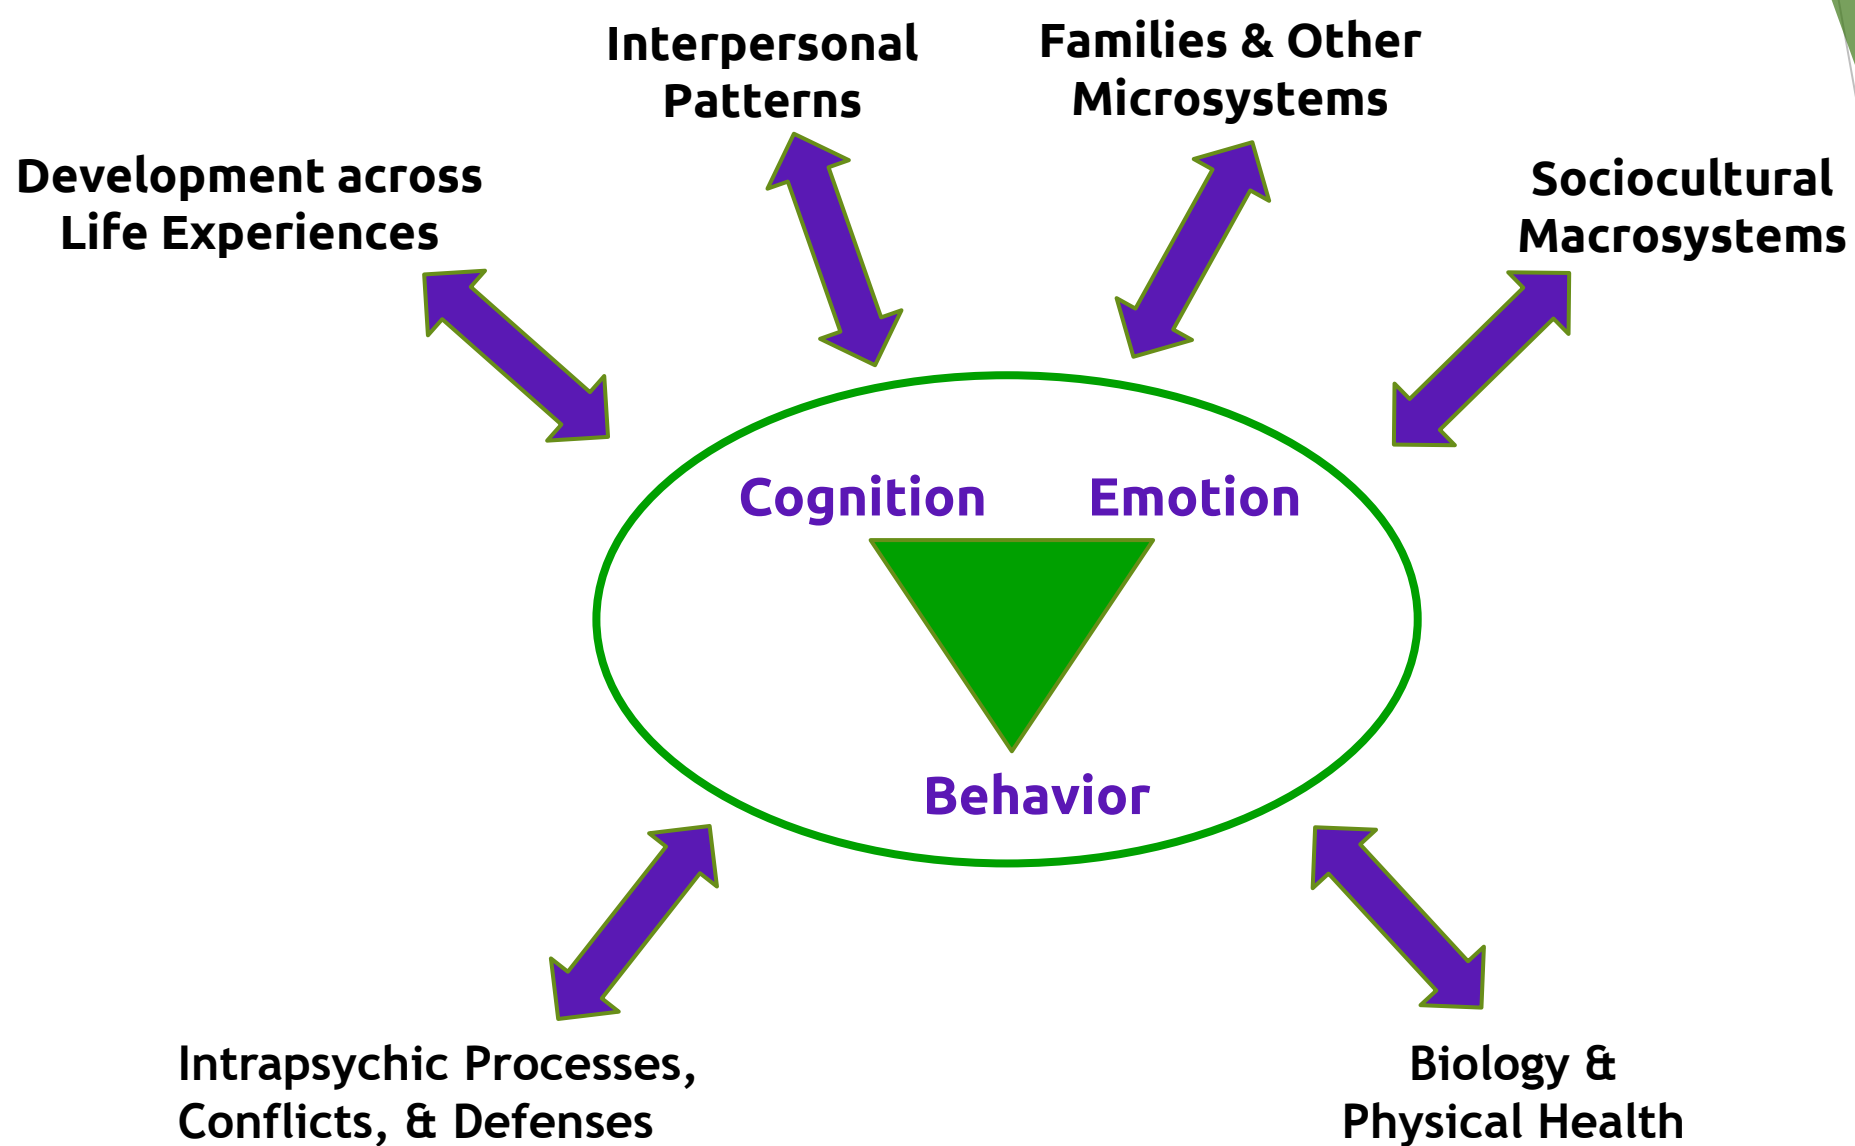 Interpersonal
Patterns
Families & Other
Microsystems
Development across
Life Experiences
Sociocultural
Macrosystems
Cognition
Emotion
Behavior
Intrapsychic Processes,
Conflicts, & Defenses
Biology &
Physical Health